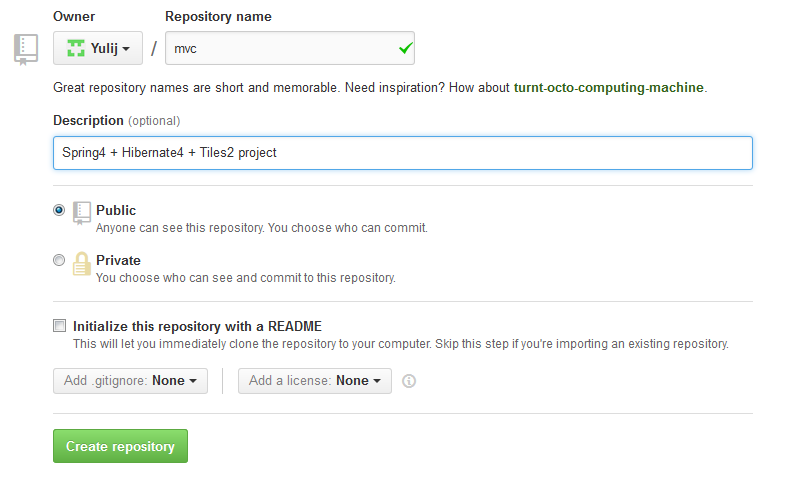 Owner Repository name
Yulij / mvc
Great repository names are short and memorable. Need inspiration? How about turnt-octo-computing-machine.
Description (optional)
Spring4 + Hibernate4 + Tiles2 project
Public
Anyone can see this repository. You choose who can commit.
Private
You choose who can see and commit to this repository.
Initialize this repository with a README
This will let you immediately clone the repository to your computer. Skip this step if you're importing an existing repository.
Add .gitignore: None Add a license: None
Create repository